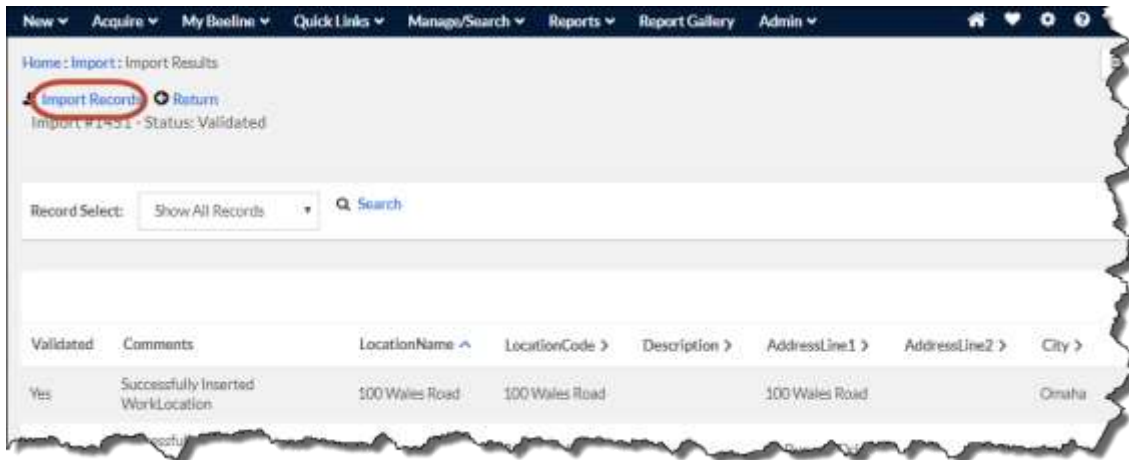 New Acquire My Beeline Quick Links Manage/Search Reports Report Gallery Admin
Home : Import : Import Results
Import Records Return
Import #1451 - Status: Validated
Record Select: Show All Records Search
Validated Comments LocationName LocationCode > Description > AddressLine1 > AddressLine2 > City >
Yes Successfully Inserted WorkLocation 100 Wales Road 100 Wales Road 100 Wales Road Omaha